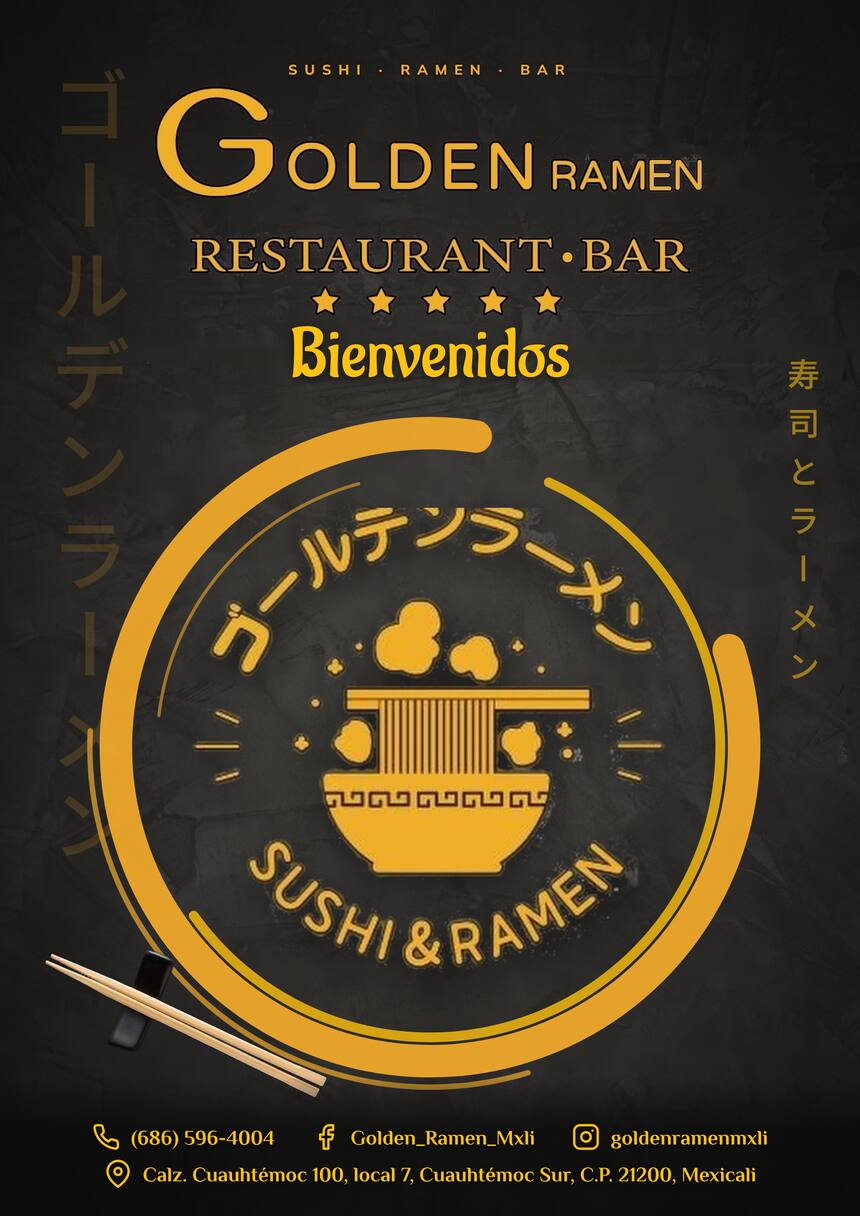 SUSHI · RAMEN · BAR
GOLDEN RAMEN
RESTAURANT·BAR
Bienvenidos
ゴールデンラーメン
寿司とラーメン
ゴールデンラーメン
SUSHI & RAMEN
(686) 596-4004
Golden_Ramen_Mxli
goldenramenmxli
Calz. Cuauhtémoc 100, local 7, Cuauhtémoc Sur, C.P. 21200, Mexicali